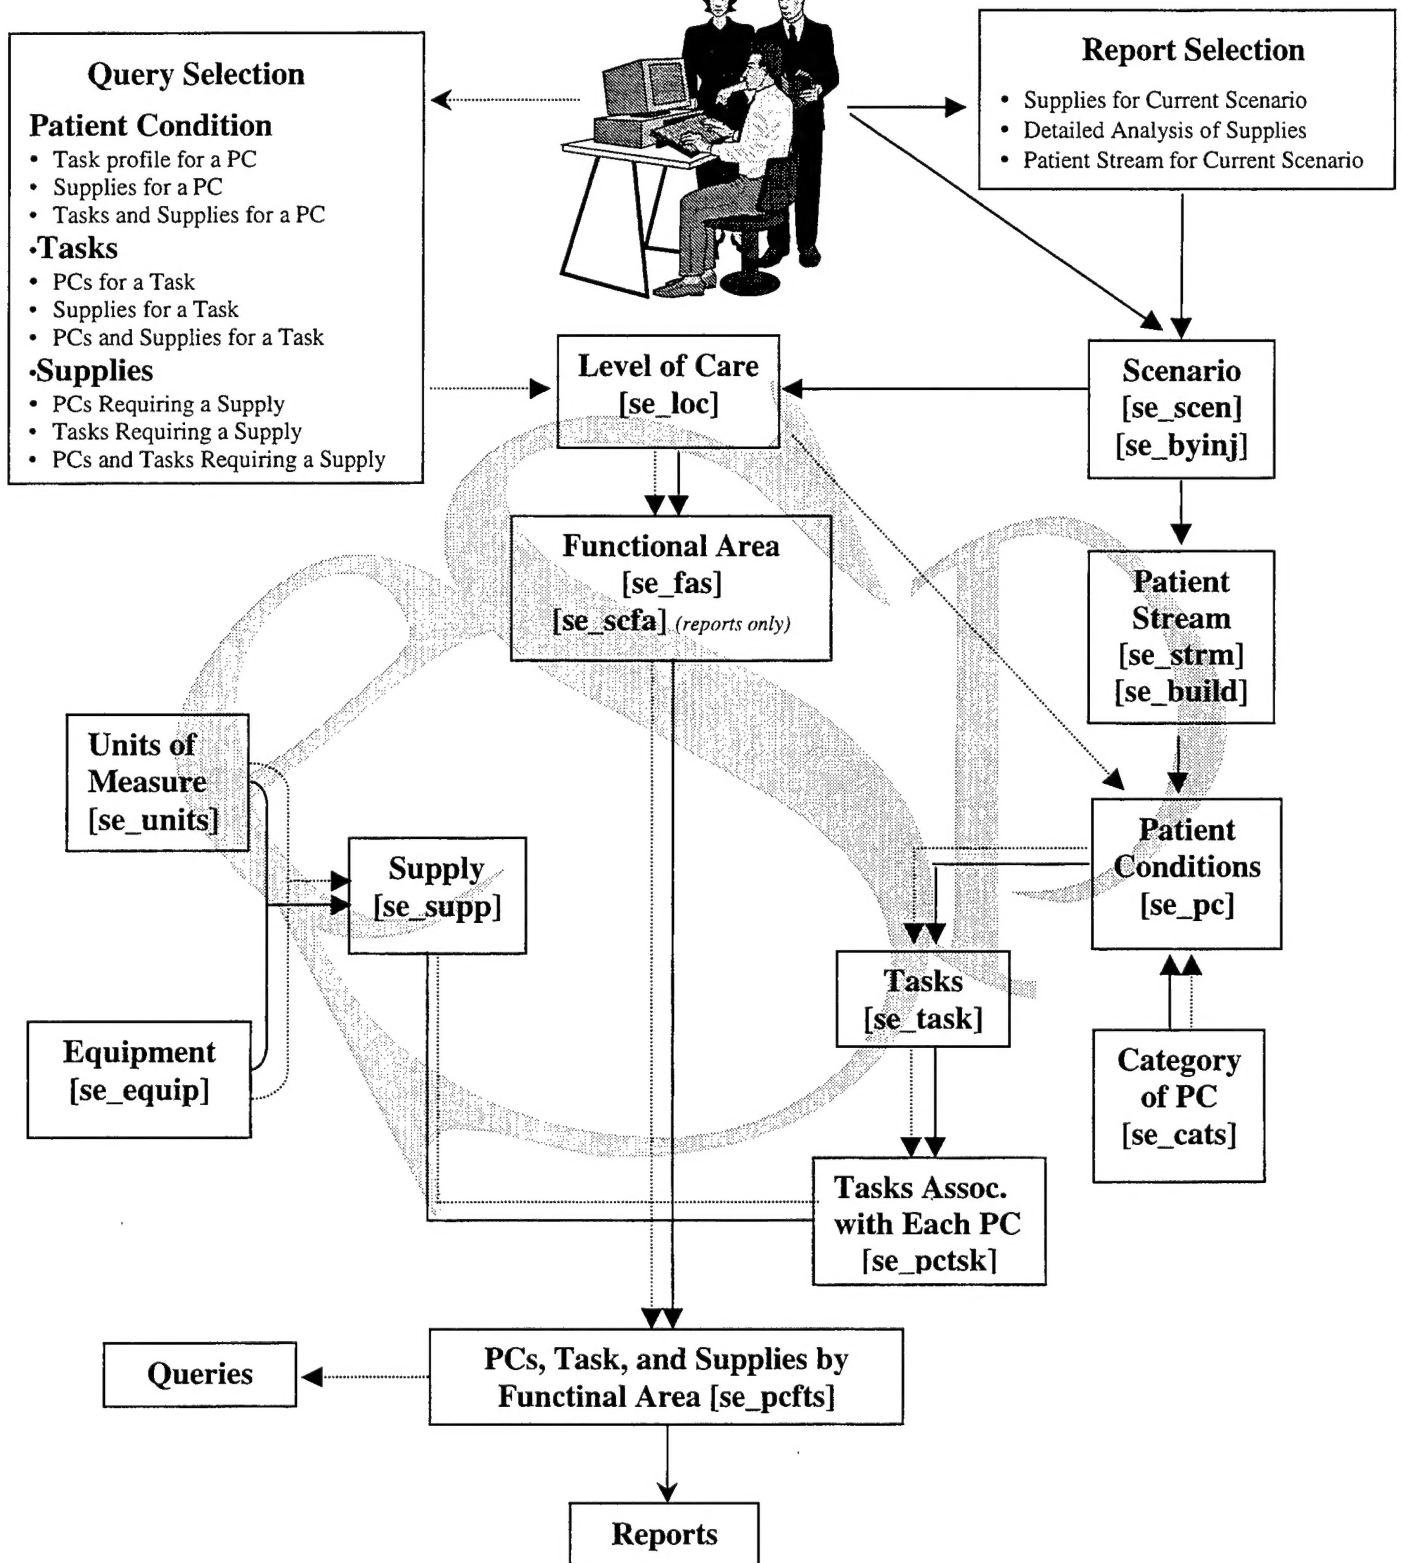 Query Selection
Patient Condition
• Task profile for a PC
• Supplies for a PC
• Tasks and Supplies for a PC
·Tasks
• PCs for a Task
• Supplies for a Task
• PCs and Supplies for a Task
·Supplies
• PCs Requiring a Supply
• Tasks Requiring a Supply
• PCs and Tasks Requiring a Supply
Report Selection
• Supplies for Current Scenario
• Detailed Analysis of Supplies
• Patient Stream for Current Scenario
Level of Care
[se_loc]
Scenario
[se_scen]
[se_byinj]
Functional Area
[se_fas]
[se_scfa] (reports only)
Patient
Stream
[se_strm]
[se_build]
Units of
Measure
[se_units]
Supply
[se_supp]
Patient
Conditions
[se_pc]
Tasks
[se_task]
Equipment
[se_equip]
Category
of PC
[se_cats]
Tasks Assoc.
with Each PC
[se_pctsk]
PCs, Task, and Supplies by
Functinal Area [se_pcfts]
Queries
Reports